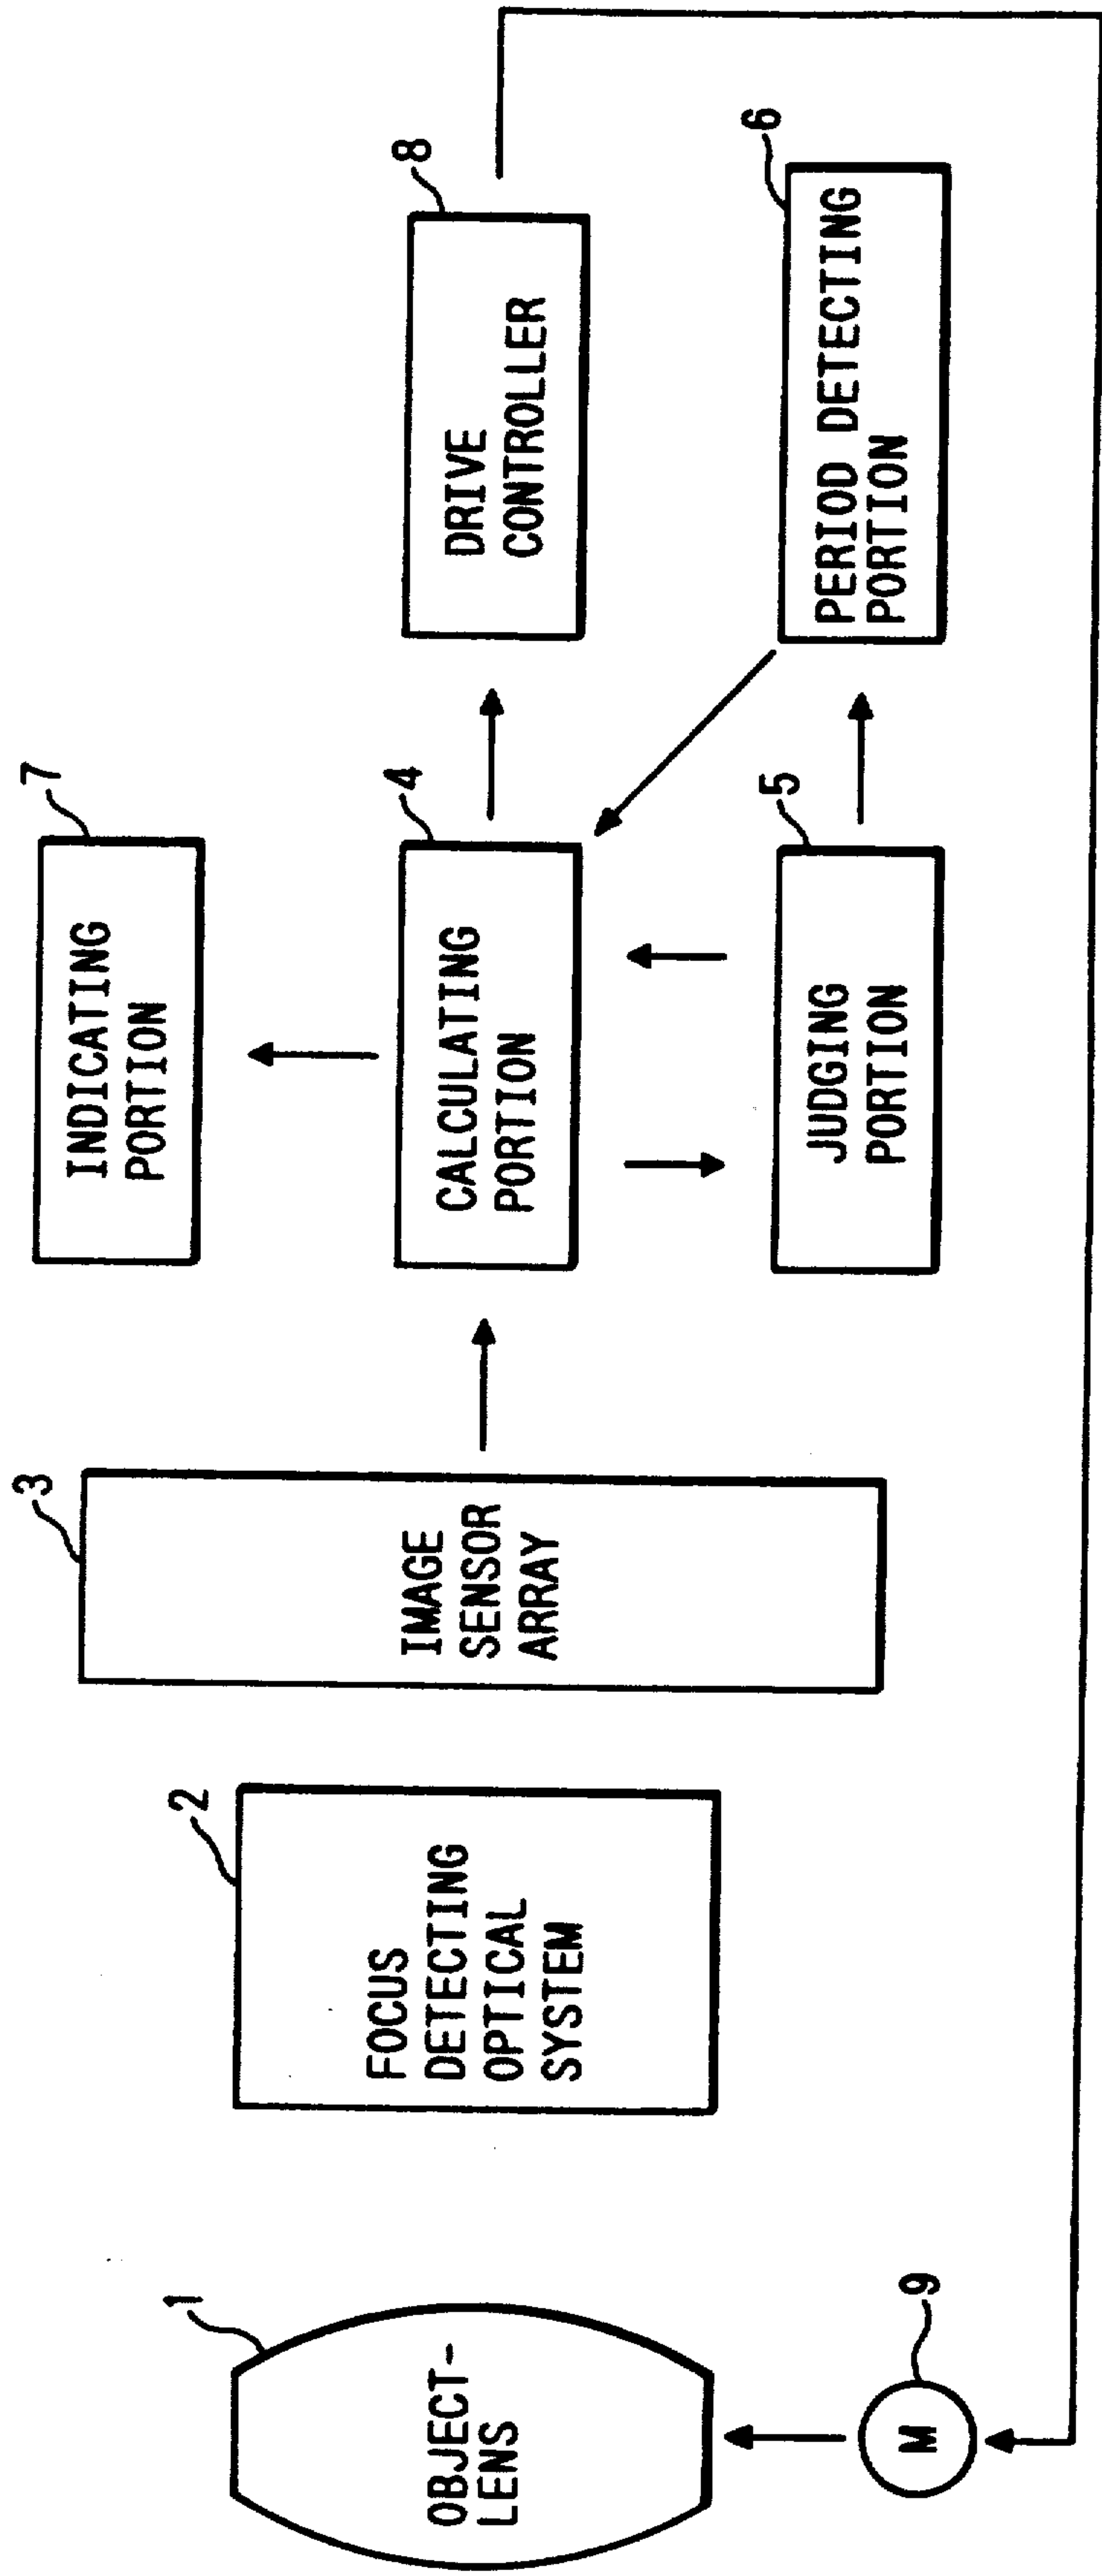 1
OBJECT-
LENS
2
FOCUS
DETECTING
OPTICAL
SYSTEM
3
IMAGE
SENSOR
ARRAY
7
INDICATING
PORTION
4
CALCULATING
PORTION
5
JUDGING
PORTION
8
DRIVE
CONTROLLER
6
PERIOD DETECTING
PORTION
9
M